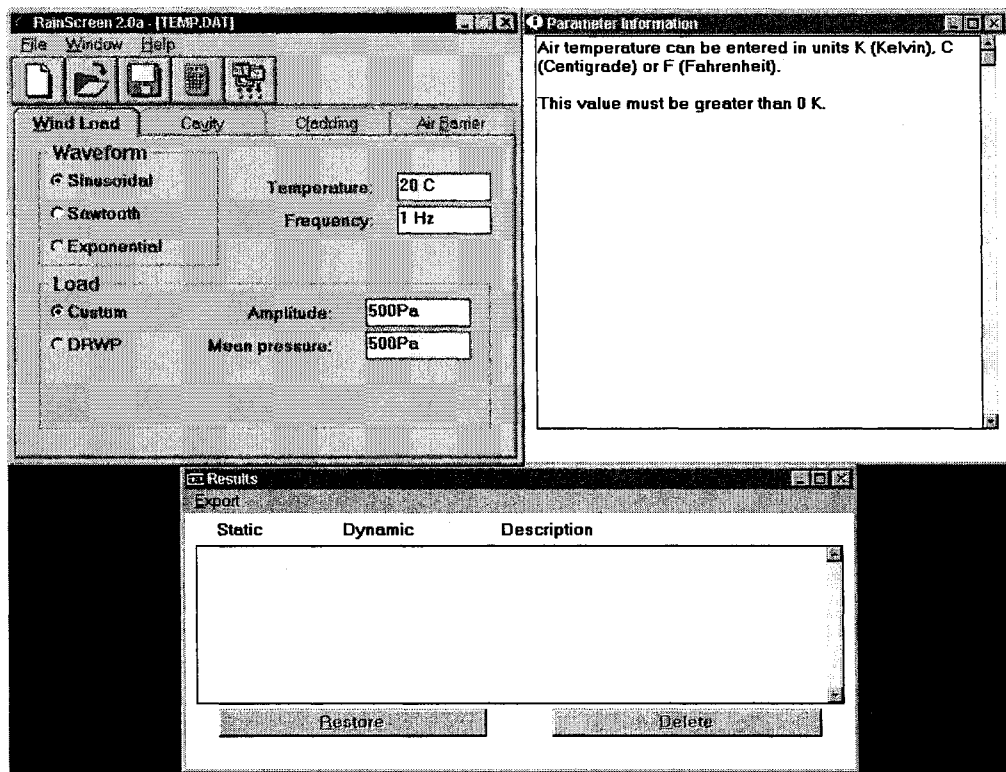 RainScreen 2.0a - [TEMP.DAT]
File Window Help
Wind Load Cavity Cladding Air Barrier
Waveform
Sinusoidal
Sawtooth
Exponential
Temperature: 20 C
Frequency: 1 Hz
Load
Custom
DRWP
Amplitude: 500Pa
Mean pressure: 500Pa
Parameter Information
Air temperature can be entered in units K (Kelvin), C
(Centigrade) or F (Fahrenheit).
This value must be greater than 0 K.
Results
Export
Static Dynamic Description
Restore Delete